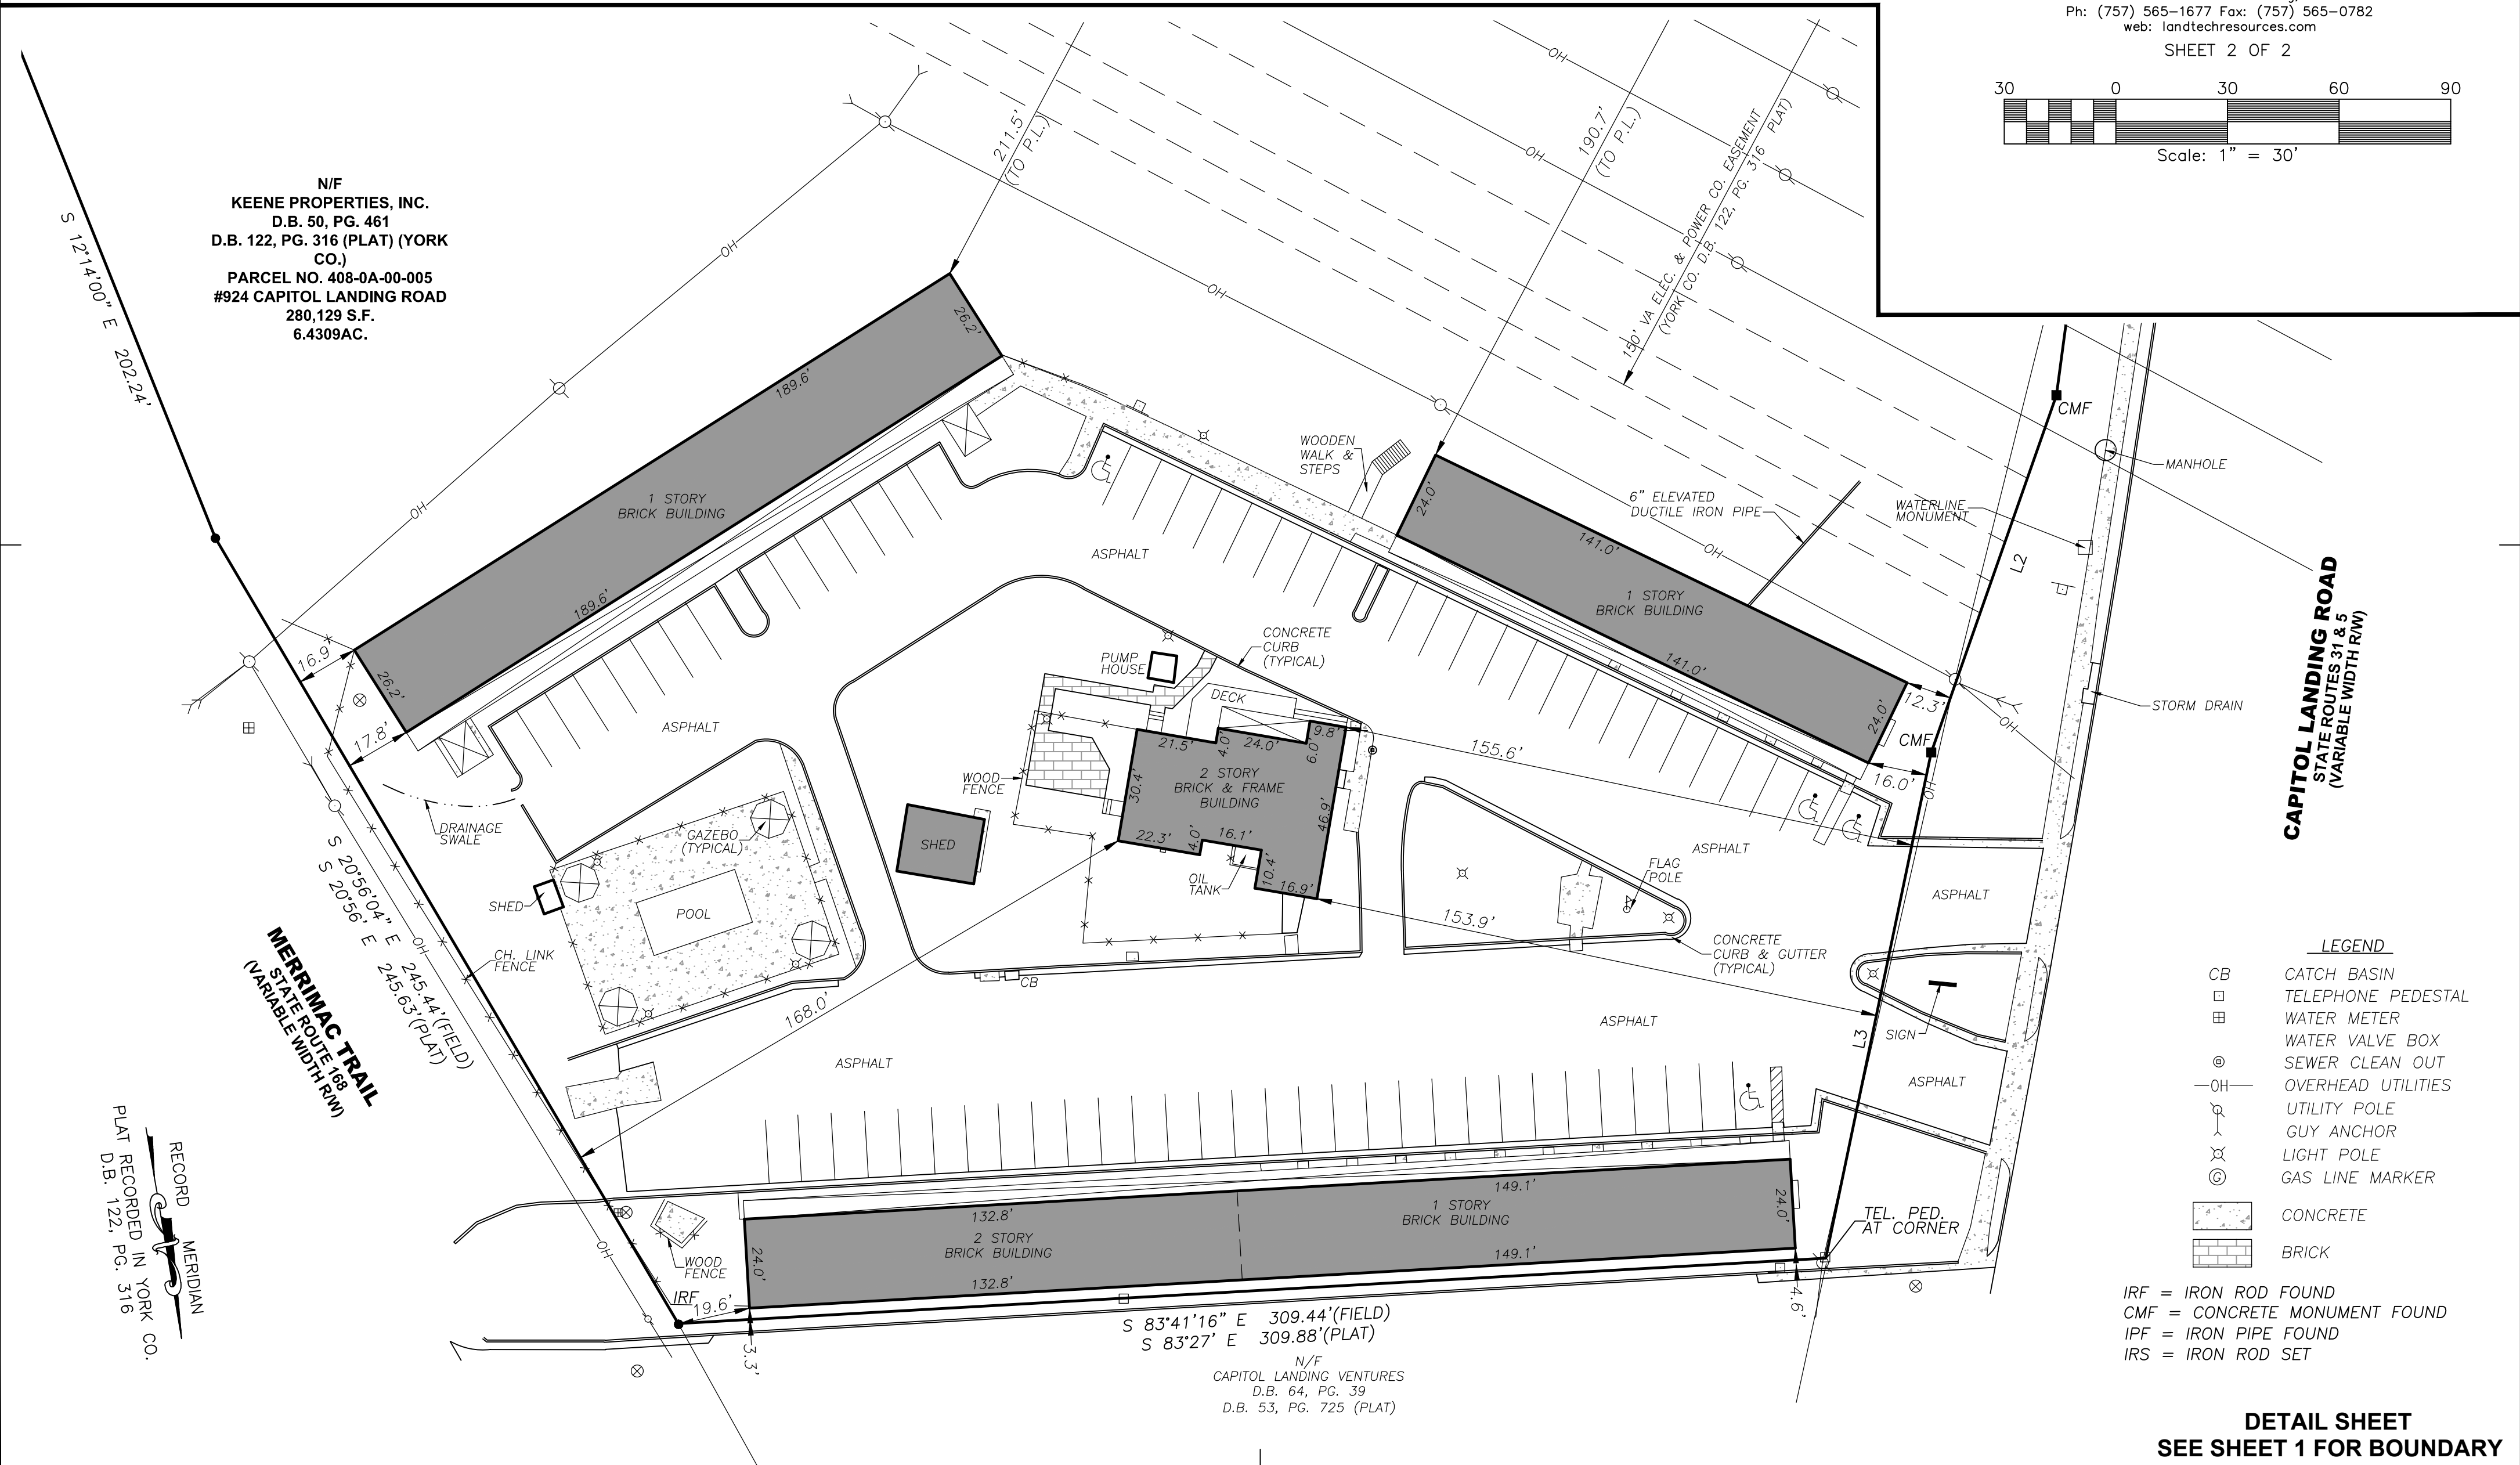 Ph: (757) 565-1677 Fax: (757) 565-0782
web: landtechresources.com
SHEET 2 OF 2
30 0 30 60 90
Scale: 1" = 30'
N/F
KEENE PROPERTIES, INC.
D.B. 50, PG. 461
D.B. 122, PG. 316 (PLAT) (YORK
CO.)
PARCEL NO. 408-0A-00-005
#924 CAPITOL LANDING ROAD
280,129 S.F.
6.4309AC.
S 12°14'00" E 202.24'
OH
OH
OH
OH
OH
OH
OH
OH
OH
OH
OH
OH
211.5'
(TO P.L.)
190.7'
(TO P.L.)
150' VA ELEC. & POWER CO. EASEMENT
(YORK CO. D.B. 122, PG. 316 PLAT)
26.2'
189.6'
1 STORY
BRICK BUILDING
189.6'
26.2'
16.9'
17.8'
WOODEN
WALK &
STEPS
24.0'
141.0'
1 STORY
BRICK BUILDING
141.0'
24.0'
6" ELEVATED
DUCTILE IRON PIPE
WATERLINE
MONUMENT
CMF
MANHOLE
L2
CAPITOL LANDING ROAD
STATE ROUTES 31 & 5
(VARIABLE WIDTH R/W)
STORM DRAIN
12.3'
CMF
16.0'
ASPHALT
ASPHALT
PUMP
HOUSE
CONCRETE
CURB
(TYPICAL)
DECK
WOOD
FENCE
21.5'
4.0'
24.0'
9.8'
6.0'
30.4'
2 STORY
BRICK & FRAME
BUILDING
46.9'
22.3'
4.0'
16.1'
10.4'
16.9'
OIL
TANK
155.6'
153.9'
168.0'
SHED
DRAINAGE
SWALE
GAZEBO
(TYPICAL)
POOL
SHED
CH. LINK
FENCE
S 20°56'04" E 245.44'(FIELD)
S 20°56' E 245.63'(PLAT)
MERRIMAC TRAIL
STATE ROUTE 168
(VARIABLE WIDTH R/W)
CB
FLAG
POLE
CONCRETE
CURB & GUTTER
(TYPICAL)
ASPHALT
ASPHALT
ASPHALT
ASPHALT
ASPHALT
SIGN
L3
TEL. PED.
AT CORNER
132.8'
2 STORY
BRICK BUILDING
132.8'
24.0'
149.1'
1 STORY
BRICK BUILDING
149.1'
24.0'
WOOD
FENCE
IRF
19.6'
3.3'
4.6'
S 83°41'16" E 309.44'(FIELD)
S 83°27' E 309.88'(PLAT)
N/F
CAPITOL LANDING VENTURES
D.B. 64, PG. 39
D.B. 53, PG. 725 (PLAT)
RECORD MERIDIAN
PLAT RECORDED IN YORK CO.
D.B. 122, PG. 316
LEGEND
CB CATCH BASIN
TELEPHONE PEDESTAL
WATER METER
WATER VALVE BOX
SEWER CLEAN OUT
OH OVERHEAD UTILITIES
UTILITY POLE
GUY ANCHOR
LIGHT POLE
G GAS LINE MARKER
CONCRETE
BRICK
IRF = IRON ROD FOUND
CMF = CONCRETE MONUMENT FOUND
IPF = IRON PIPE FOUND
IRS = IRON ROD SET
DETAIL SHEET
SEE SHEET 1 FOR BOUNDARY